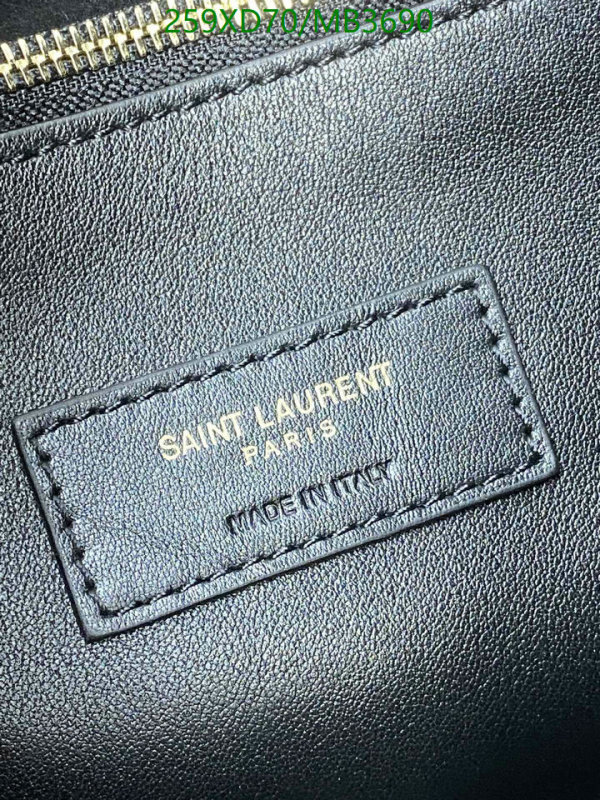 259XD70/MB3690
SAINT LAURENT
PARIS
MADE IN ITALY